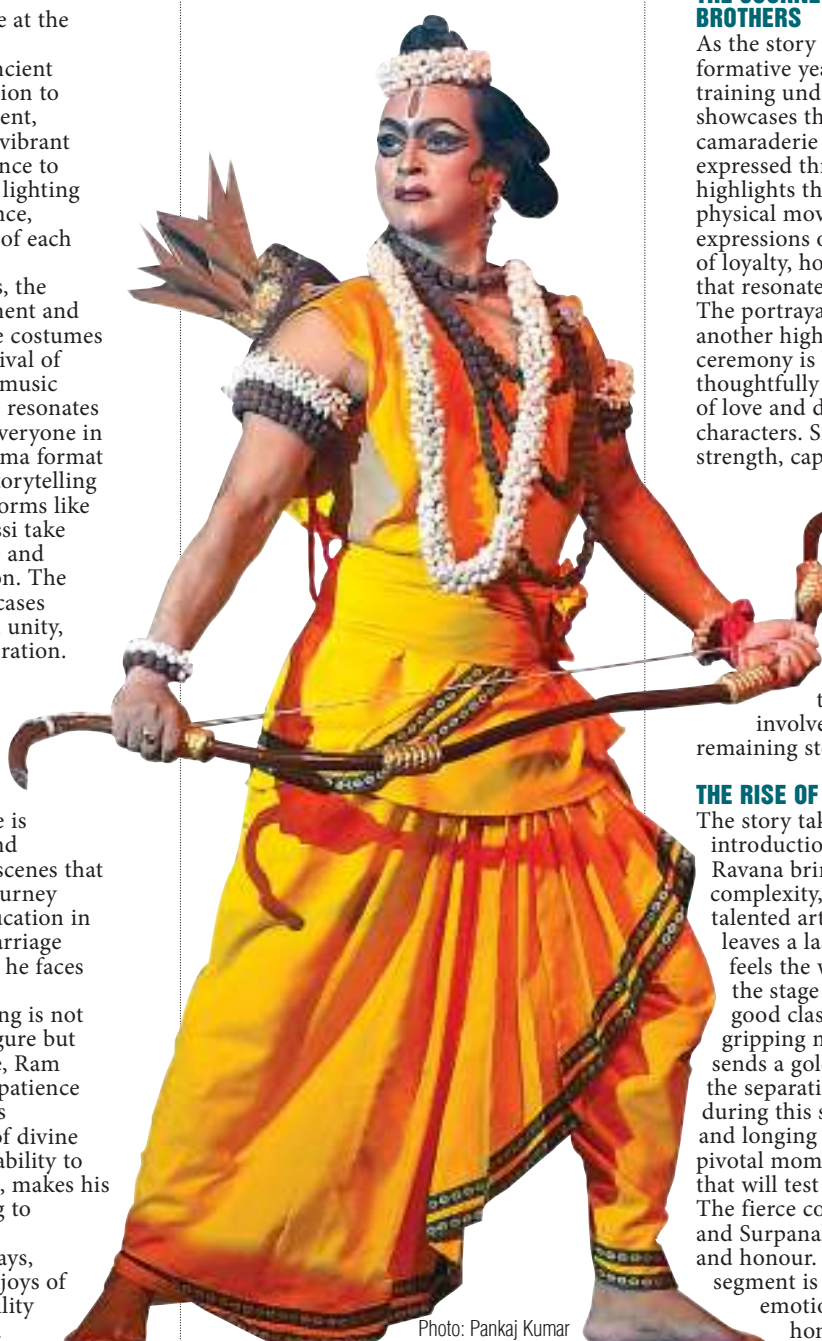 e at the
ncient
ion to
ent,
vibrant
nce to
lighting
nce,
of each
s, the
nent and
e costumes
ival of
music
resonates
veryone in
ma format
torytelling
orms like
ssi take
and
on. The
cases
unity,
ration.
e is
nd
scenes that
urney
ucation in
arriage
he faces
ng is not
gure but
e, Ram
patience
s
of divine
ability to
, makes his
g to
ays,
joys of
lity
Photo: Pankaj Kumar
BROTHERS
As the story
formative yea
training und
showcases th
camaraderie
expressed thr
highlights th
physical mov
expressions o
of loyalty, ho
that resonate
The portraya
another high
ceremony is
thoughtfully
of love and d
characters. S
strength, cap
t
involve
remaining st
THE RISE OF
The story tak
introduction
Ravana brin
complexity,
talented art
leaves a la
feels the w
the stage
good clas
gripping n
sends a gol
the separati
during this s
and longing
pivotal mom
that will test
The fierce co
and Surpana
and honour.
segment is
emotio
hon